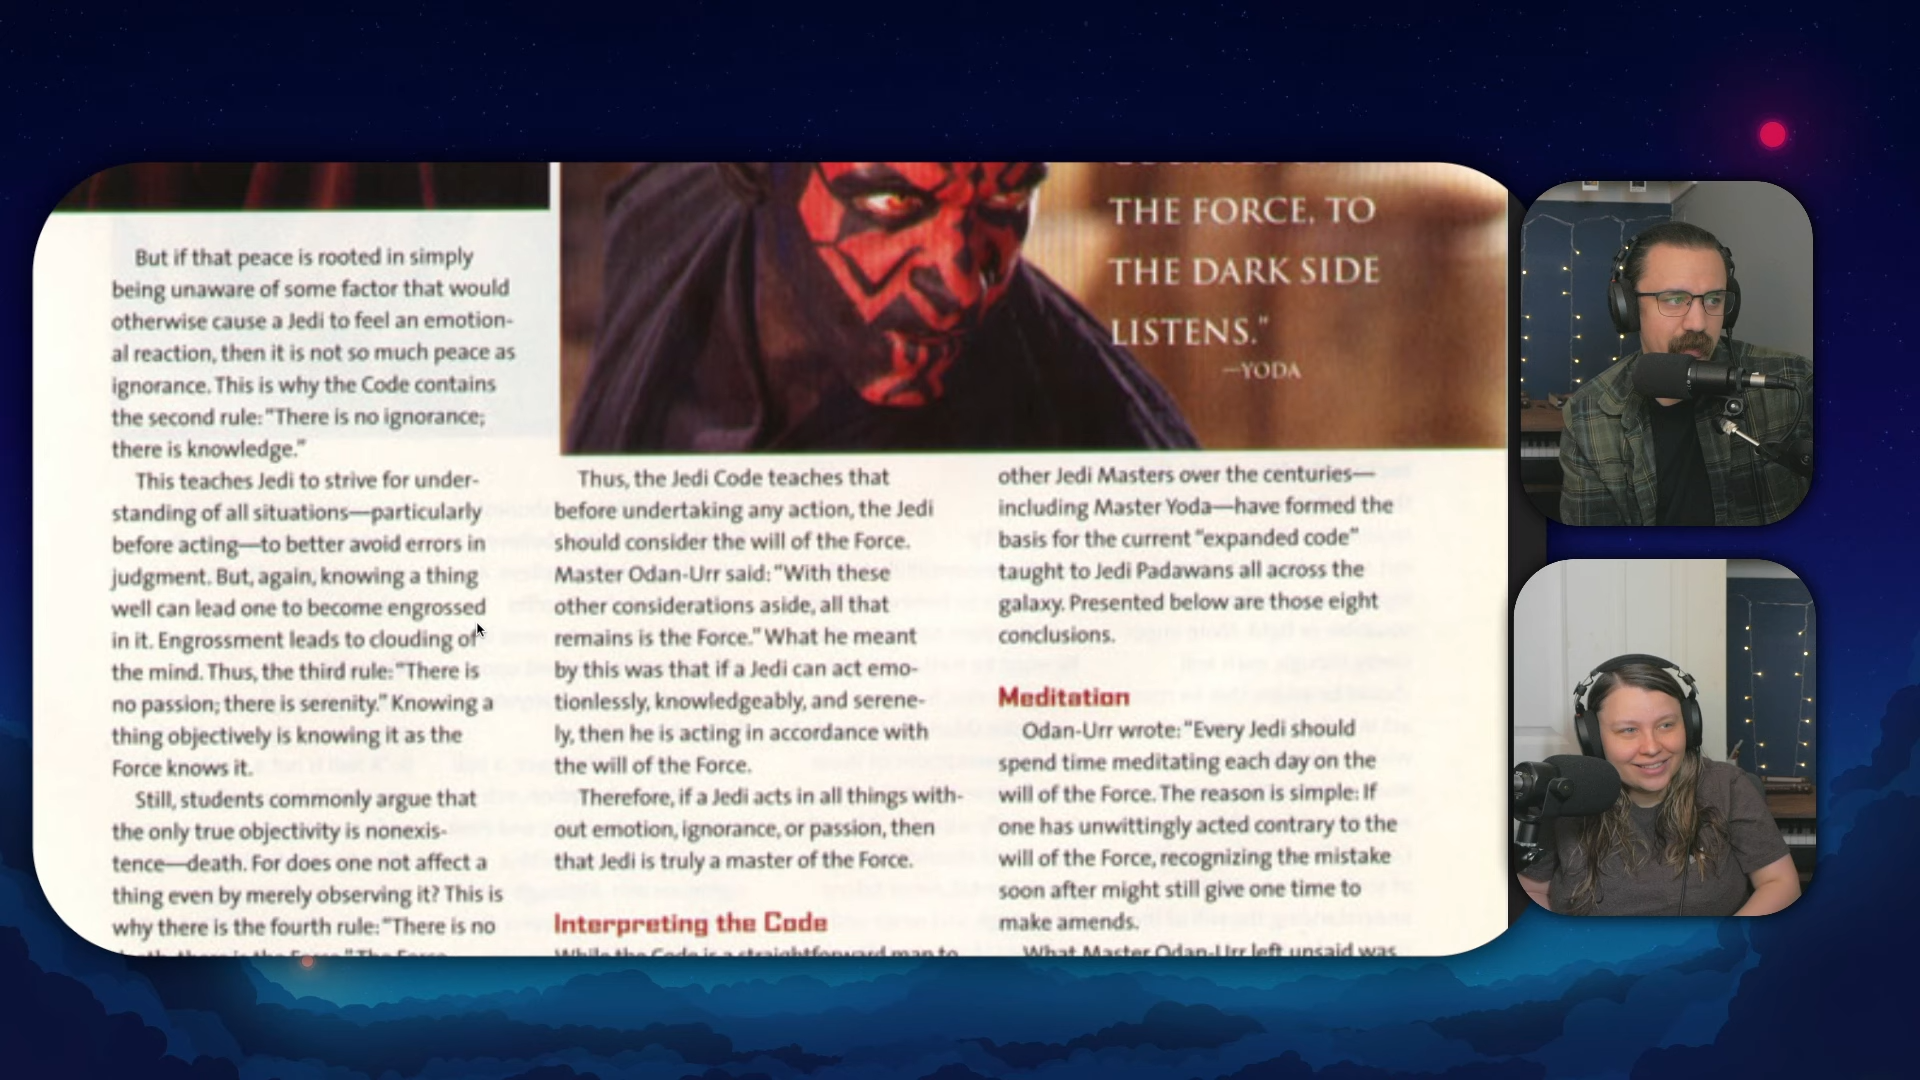 THE FORCE, TO
THE DARK SIDE
LISTENS."
—YODA
But if that peace is rooted in simply
being unaware of some factor that would
otherwise cause a Jedi to feel an emotion-
al reaction, then it is not so much peace as
ignorance. This is why the Code contains
the second rule: "There is no ignorance;
there is knowledge."
This teaches Jedi to strive for under-
standing of all situations—particularly
before acting—to better avoid errors in
judgment. But, again, knowing a thing
well can lead one to become engrossed
in it. Engrossment leads to clouding of
the mind. Thus, the third rule: "There is
no passion; there is serenity." Knowing a
thing objectively is knowing it as the
Force knows it.
Still, students commonly argue that
the only true objectivity is nonexis-
tence—death. For does one not affect a
thing even by merely observing it? This is
why there is the fourth rule: "There is no
Thus, the Jedi Code teaches that
before undertaking any action, the Jedi
should consider the will of the Force.
Master Odan-Urr said: "With these
other considerations aside, all that
remains is the Force." What he meant
by this was that if a Jedi can act emo-
tionlessly, knowledgeably, and serene-
ly, then he is acting in accordance with
the will of the Force.
Therefore, if a Jedi acts in all things with-
out emotion, ignorance, or passion, then
that Jedi is truly a master of the Force.
Interpreting the Code
While the Code is a straightforward map to
other Jedi Masters over the centuries—
including Master Yoda—have formed the
basis for the current "expanded code"
taught to Jedi Padawans all across the
galaxy. Presented below are those eight
conclusions.
Meditation
Odan-Urr wrote: "Every Jedi should
spend time meditating each day on the
will of the Force. The reason is simple: If
one has unwittingly acted contrary to the
will of the Force, recognizing the mistake
soon after might still give one time to
make amends.
What Master Odan-Urr left unsaid was